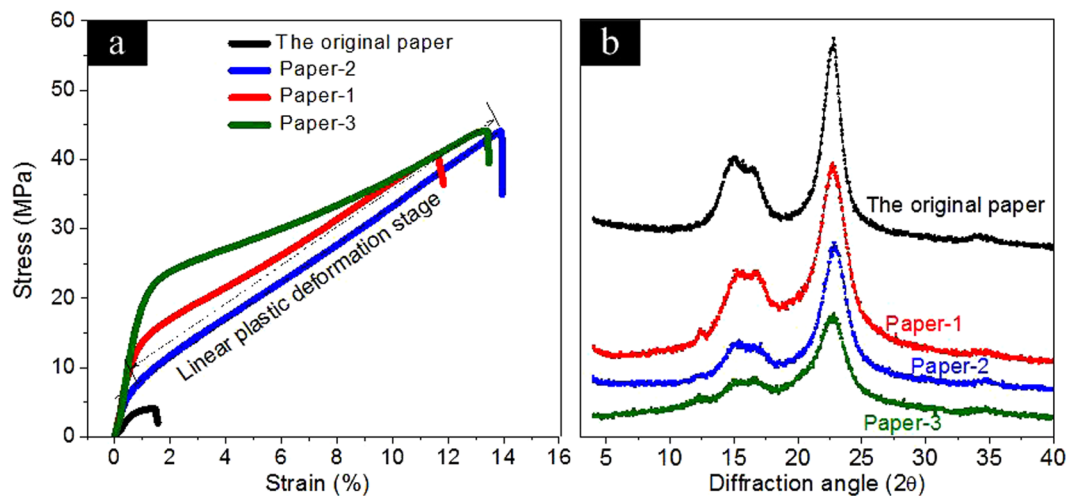 a
The original paper
Paper-2
Paper-1
Paper-3
Linear plastic deformation stage
Stress (MPa)
60
50
40
30
20
10
0
0 2 4 6 8 10 12 14 16
Strain (%)
b
The original paper
Paper-1
Paper-2
Paper-3
5 10 15 20 25 30 35 40
Diffraction angle (2θ)